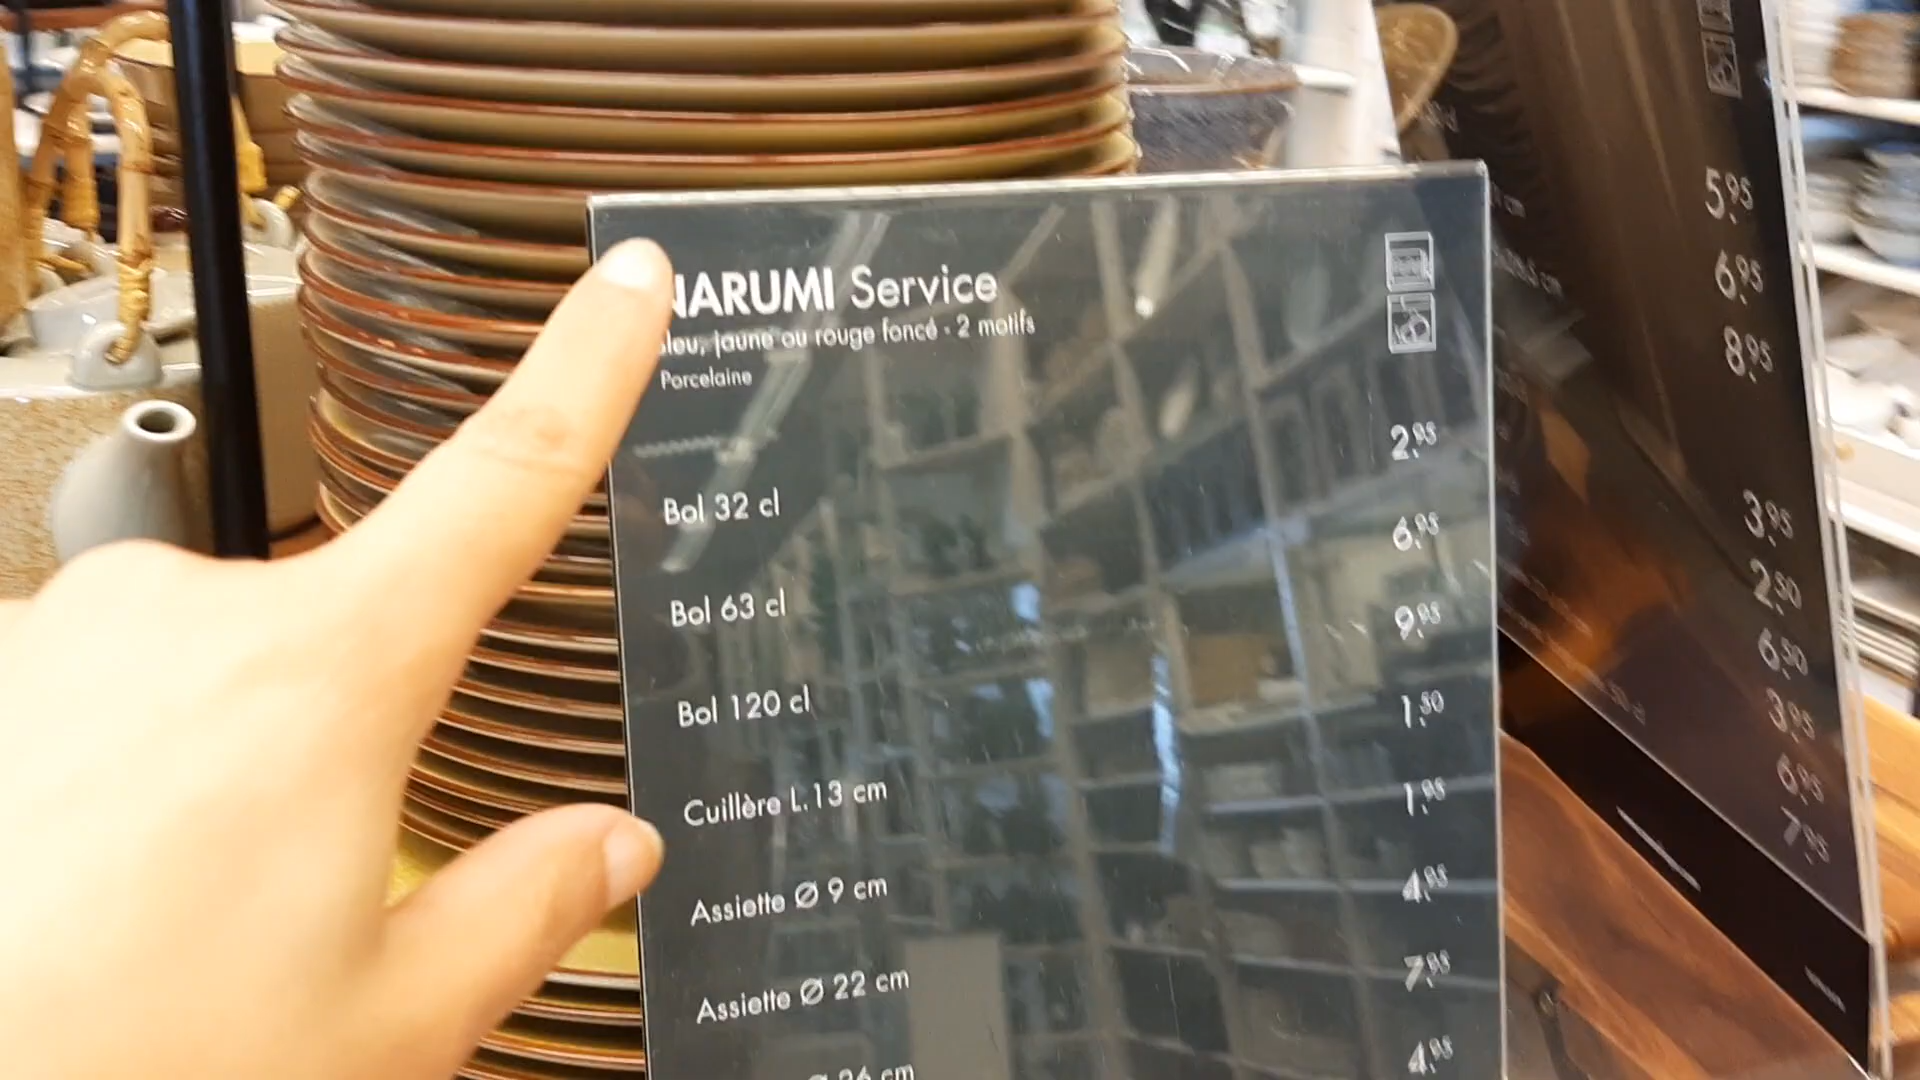 NARUMI Service
Bleu, jaune ou rouge foncé - 2 motifs
Porcelaine
Bol 32 cl 2.95
Bol 63 cl 6.95
Bol 120 cl 9.95
Cuillère L.13 cm 1.50
Assiette Ø 9 cm 1.95
Assiette Ø 22 cm 4.95
Ø 26 cm 7.95
4.95
5.95
6.95
8.95
3.95
2.50
6.50
3.95
6.95
7.95